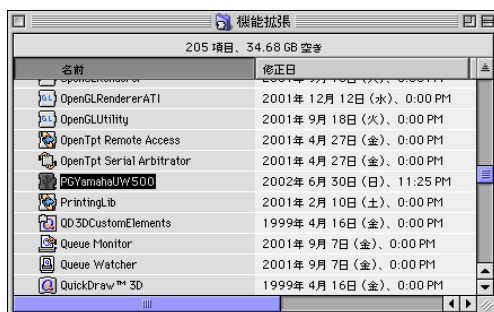 機能拡張
205 項目、34.68 GB 空き
名前 修正日
OpenGLRendererATI 2001年 12月 12日 (水)、0:00 PM
OpenGLUtility 2001年 9月 18日 (火)、0:00 PM
OpenTpt Remote Access 2001年 4月 27日 (金)、0:00 PM
OpenTpt Serial Arbitrator 2001年 4月 27日 (金)、0:00 PM
PGYamahaUW500 2002年 6月 30日 (日)、11:25 PM
PrintingLib 2001年 2月 10日 (土)、0:00 PM
QD3DCustomElements 1999年 4月 16日 (金)、0:00 PM
Queue Monitor 2001年 9月 7日 (金)、0:00 PM
Queue Watcher 2001年 9月 7日 (金)、0:00 PM
QuickDraw™ 3D 1999年 4月 16日 (金)、0:00 PM